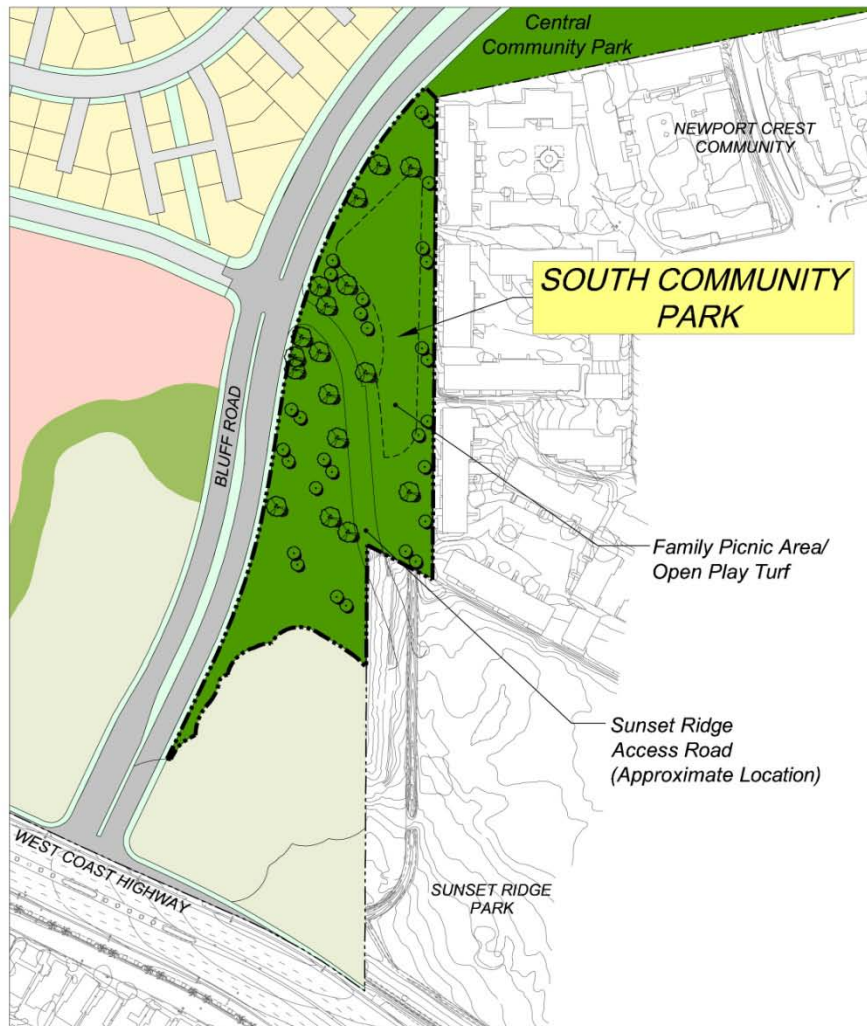 Central
Community Park
NEWPORT CREST
COMMUNITY
SOUTH COMMUNITY
PARK
BLUFF ROAD
Family Picnic Area/
Open Play Turf
Sunset Ridge
Access Road
(Approximate Location)
WEST COAST HIGHWAY
SUNSET RIDGE
PARK